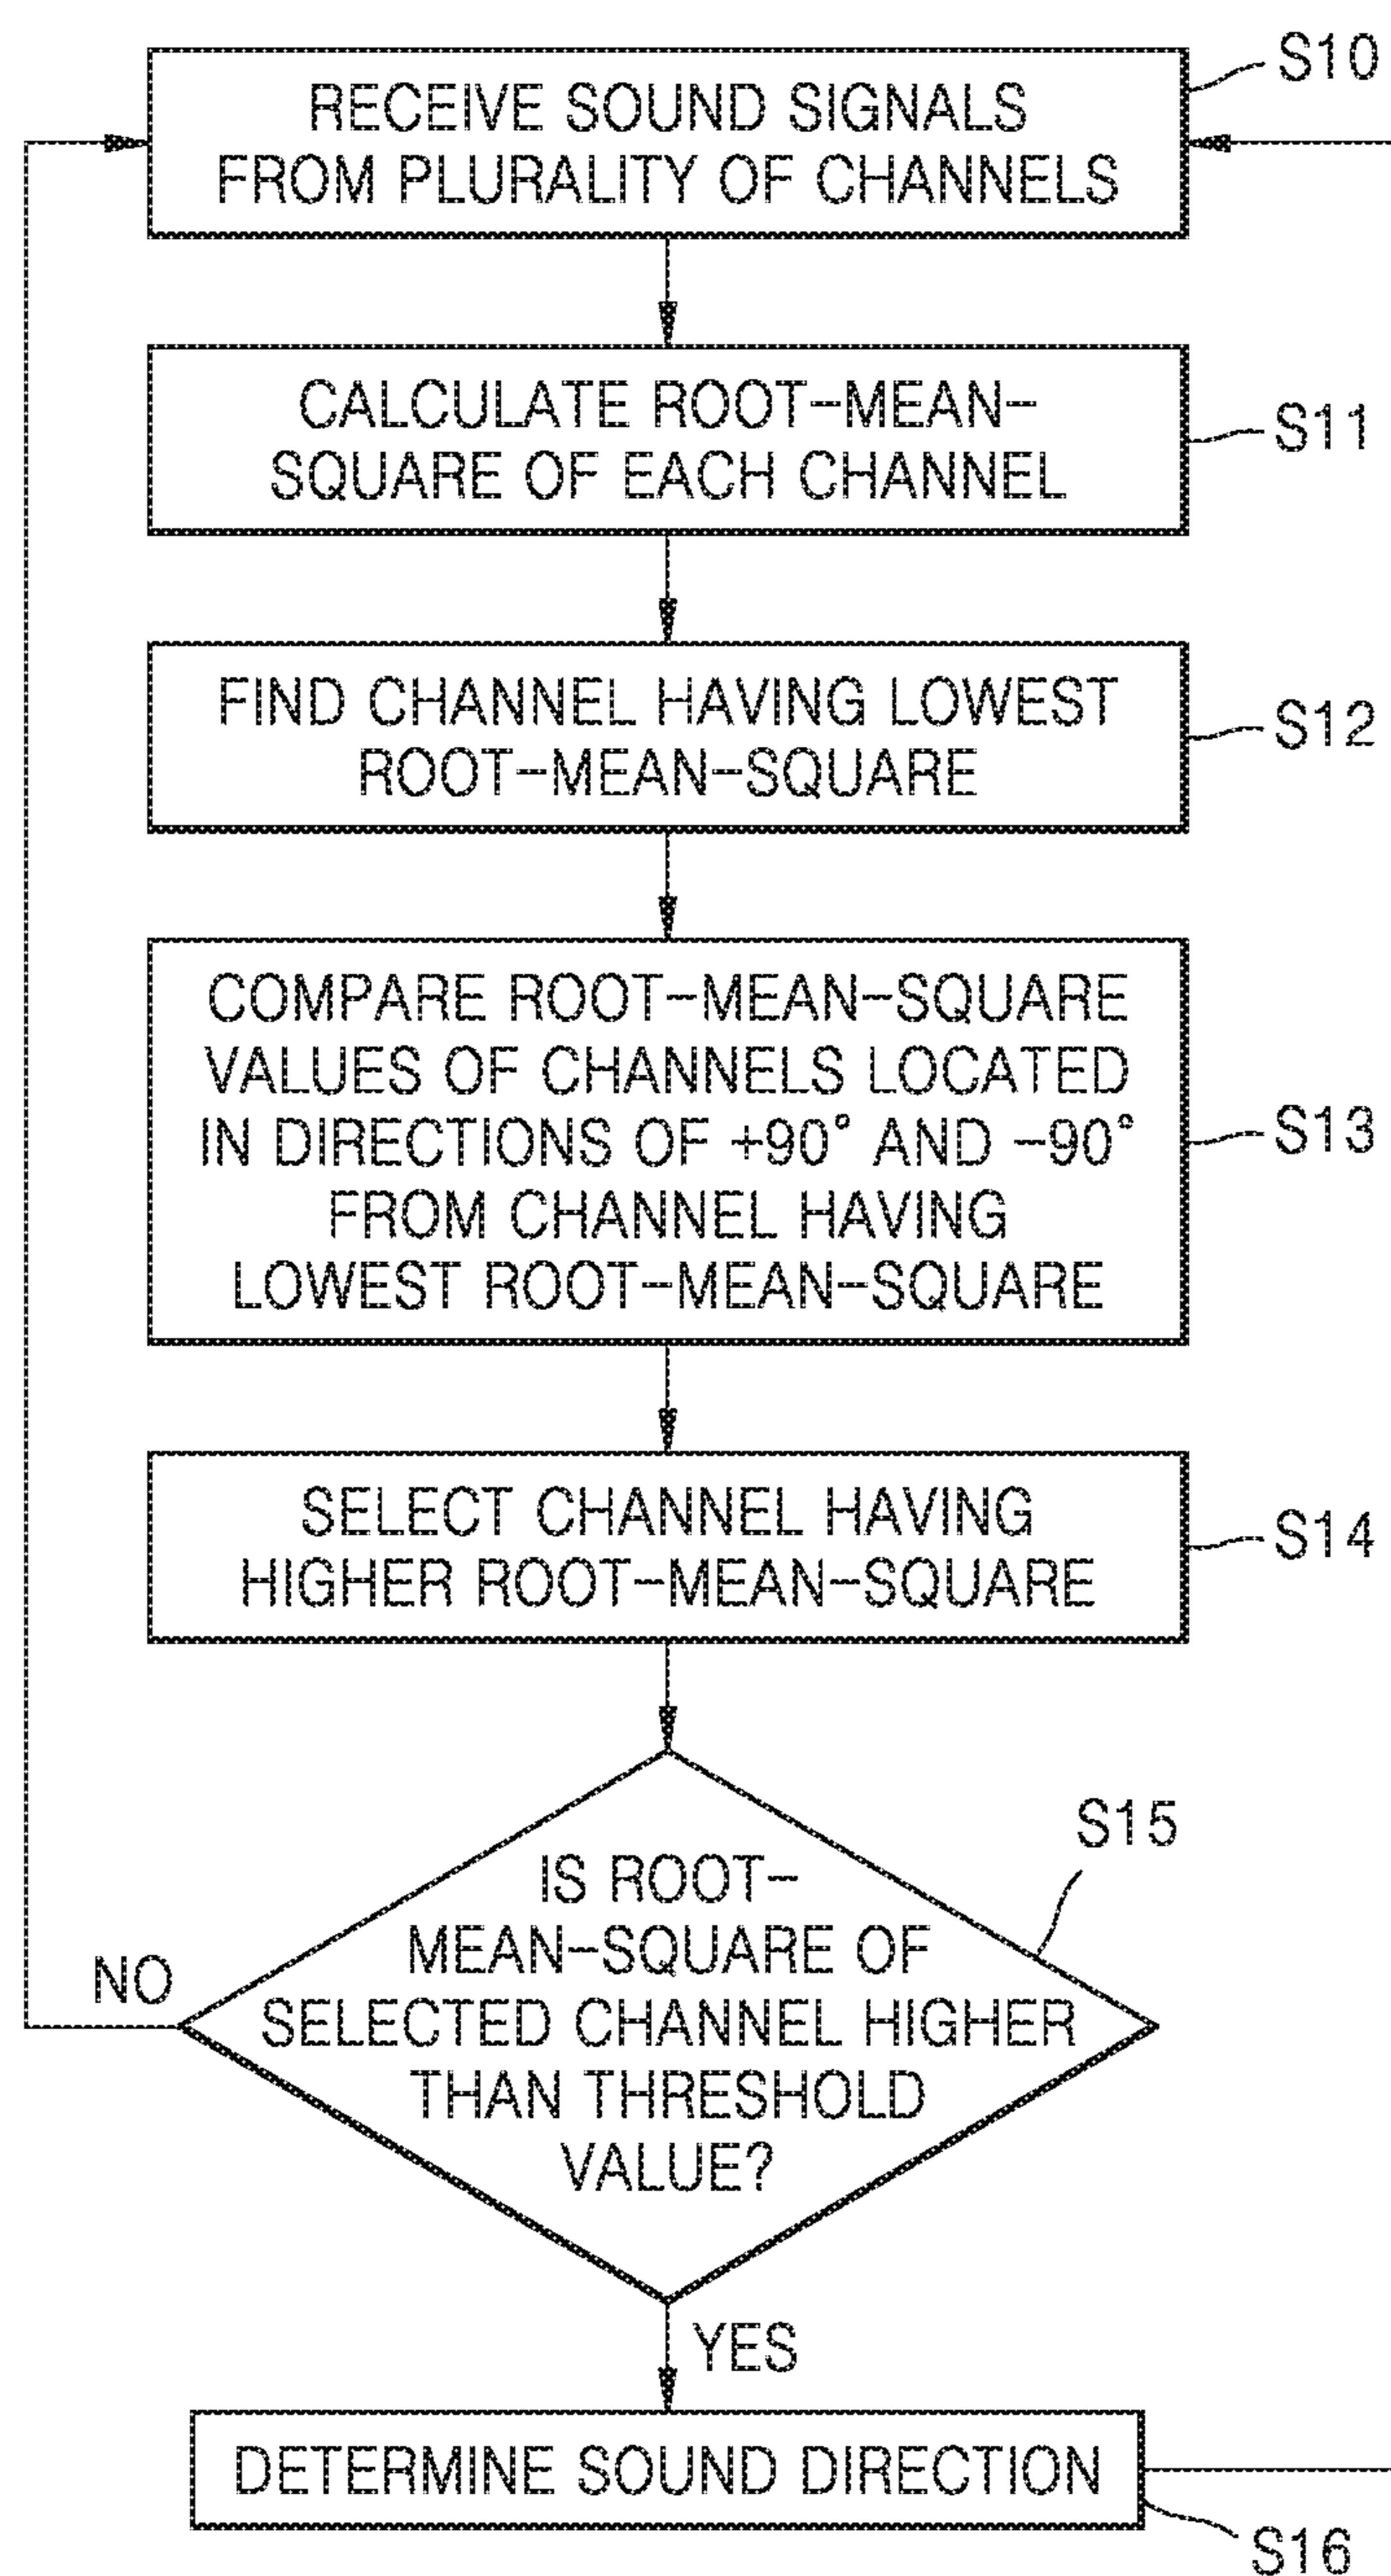 S10
RECEIVE SOUND SIGNALS
FROM PLURALITY OF CHANNELS
CALCULATE ROOT-MEAN-
SQUARE OF EACH CHANNEL
S11
FIND CHANNEL HAVING LOWEST
ROOT-MEAN-SQUARE
S12
COMPARE ROOT-MEAN-SQUARE
VALUES OF CHANNELS LOCATED
IN DIRECTIONS OF +90° AND -90°
FROM CHANNEL HAVING
LOWEST ROOT-MEAN-SQUARE
S13
SELECT CHANNEL HAVING
HIGHER ROOT-MEAN-SQUARE
S14
S15
IS ROOT-
MEAN-SQUARE OF
SELECTED CHANNEL HIGHER
THAN THRESHOLD
VALUE?
NO
YES
DETERMINE SOUND DIRECTION
S16